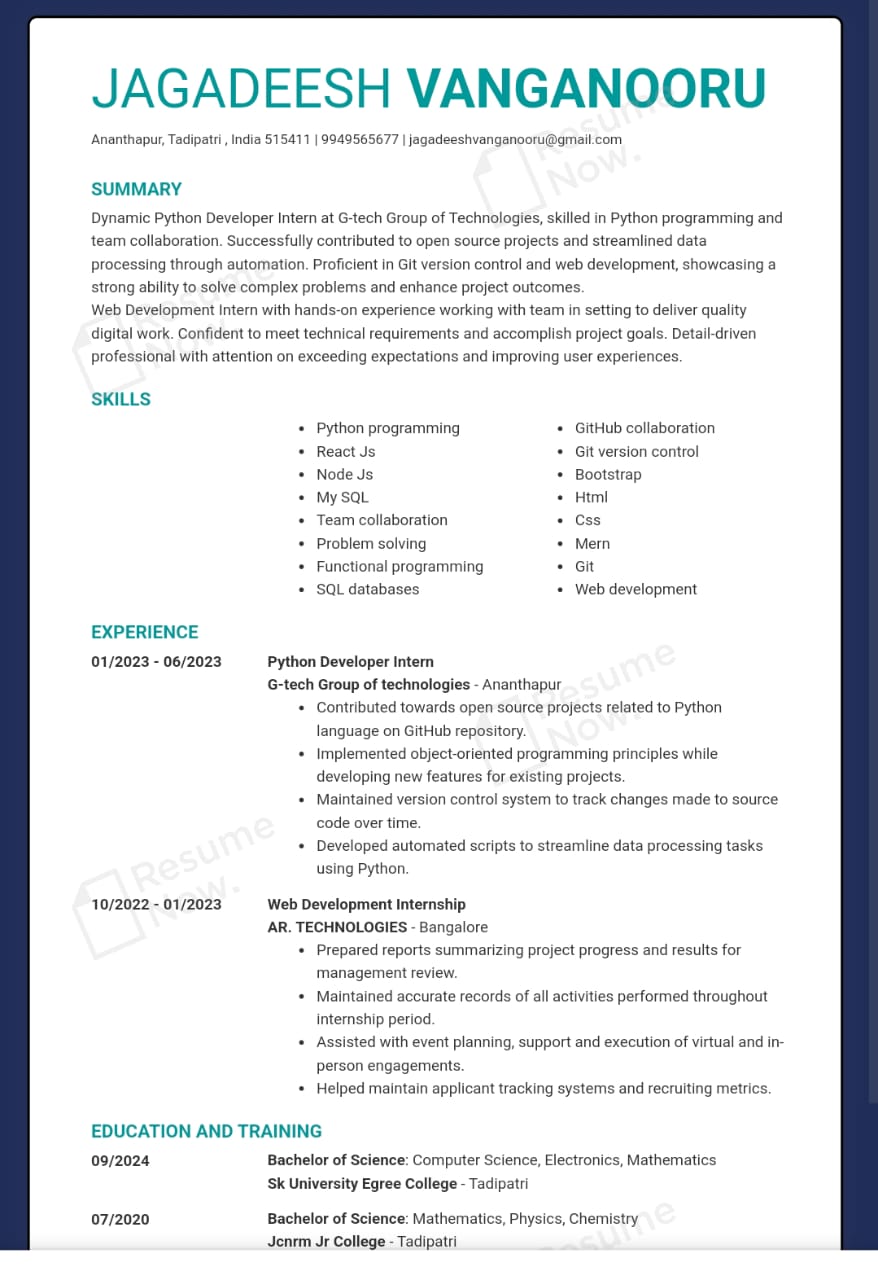 JAGADEESH VANGANOORU
Ananthapur, Tadipatri , India 515411 | 9949565677 | jagadeeshvanganooru@gmail.com
SUMMARY
Dynamic Python Developer Intern at G-tech Group of Technologies, skilled in Python programming and
team collaboration. Successfully contributed to open source projects and streamlined data
processing through automation. Proficient in Git version control and web development, showcasing a
strong ability to solve complex problems and enhance project outcomes.
Web Development Intern with hands-on experience working with team in setting to deliver quality
digital work. Confident to meet technical requirements and accomplish project goals. Detail-driven
professional with attention on exceeding expectations and improving user experiences.
SKILLS
• Python programming
• React Js
• Node Js
• My SQL
• Team collaboration
• Problem solving
• Functional programming
• SQL databases
• GitHub collaboration
• Git version control
• Bootstrap
• Html
• Css
• Mern
• Git
• Web development
EXPERIENCE
01/2023 - 06/2023 Python Developer Intern
G-tech Group of technologies - Ananthapur
• Contributed towards open source projects related to Python
language on GitHub repository.
• Implemented object-oriented programming principles while
developing new features for existing projects.
• Maintained version control system to track changes made to source
code over time.
• Developed automated scripts to streamline data processing tasks
using Python.
10/2022 - 01/2023 Web Development Internship
AR. TECHNOLOGIES - Bangalore
• Prepared reports summarizing project progress and results for
management review.
• Maintained accurate records of all activities performed throughout
internship period.
• Assisted with event planning, support and execution of virtual and in-
person engagements.
• Helped maintain applicant tracking systems and recruiting metrics.
EDUCATION AND TRAINING
09/2024 Bachelor of Science: Computer Science, Electronics, Mathematics
Sk University Egree College - Tadipatri
07/2020 Bachelor of Science: Mathematics, Physics, Chemistry
Jcnrm Jr College - Tadipatri
Resume
Now.
Resume
Now.
Resume
Now.
Resume
Now.
Resume